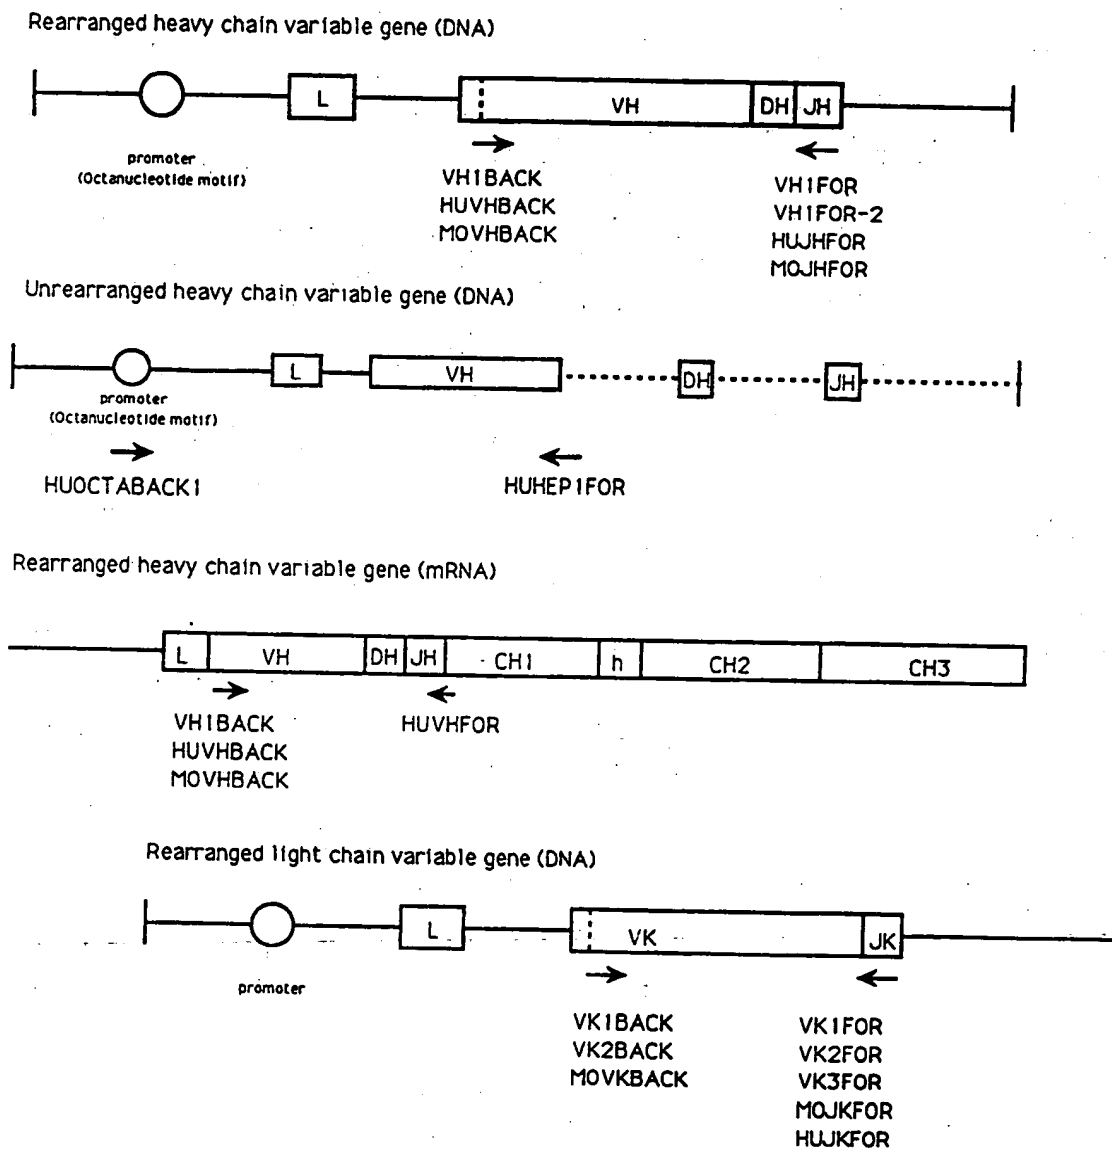 Rearranged heavy chain variable gene (DNA)
L
VH
DH
JH
promoter
(Octanucleotide motif)
VH1BACK
HUVHBACK
MOVHBACK
VH1FOR
VH1FOR-2
HUJHFOR
MOJHFOR
Unrearranged heavy chain variable gene (DNA)
L
VH
DH
JH
promoter
(Octanucleotide motif)
HUOCTABACK1
HUHEP1FOR
Rearranged heavy chain variable gene (mRNA)
L
VH
DH
JH
CH1
h
CH2
CH3
VH1BACK
HUVHBACK
MOVHBACK
HUVHFOR
Rearranged light chain variable gene (DNA)
L
VK
JK
promoter
VK1BACK
VK2BACK
MOVKBACK
VK1FOR
VK2FOR
VK3FOR
MOJKFOR
HUJKFOR